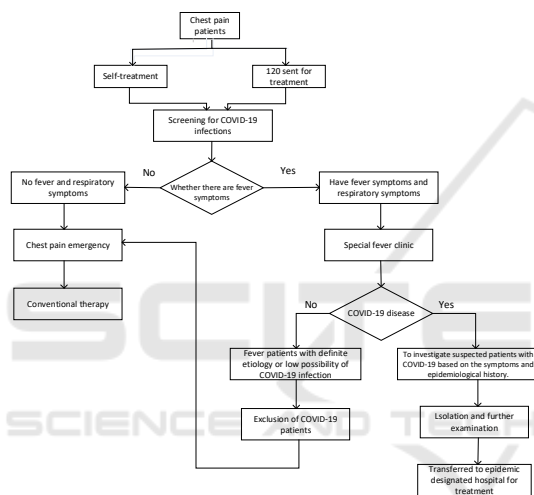 Chest pain
patients
Self-treatment
120 sent for
treatment
Screening for COVID-19
infections
No
Yes
No fever and respiratory
symptoms
Whether there are fever
symptoms
Have fever symptoms and
respiratory symptoms
Chest pain emergency
Special fever clinic
Conventional therapy
No
Yes
COVID-19 disease
Fever patients with definite
etiology or low possibility of
COVID-19 infection
To investigate suspected patients with
COVID-19 based on the symptoms and
epidemiological history.
Exclusion of COVID-19
patients
Lsolation and further
examination
Transferred to epidemic
designated hospital for
treatment
SCIENCE AND TECH